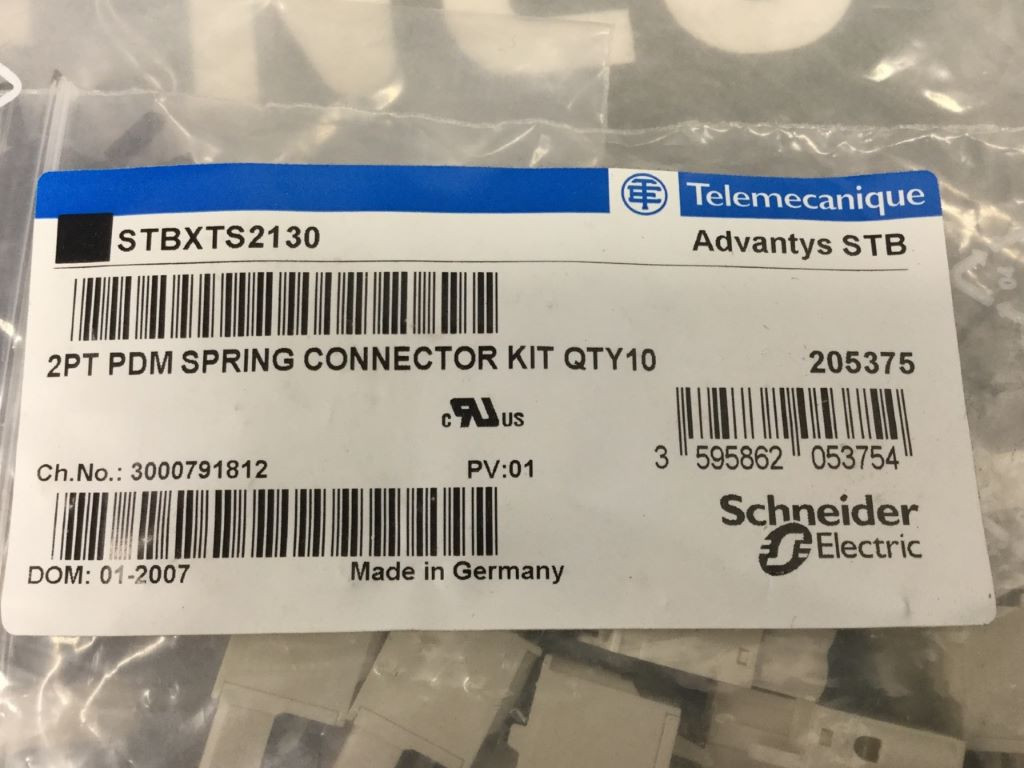 Telemecanique
STBXTS2130
Advantys STB
2PT PDM SPRING CONNECTOR KIT QTY10
205375
c RU US
3 595862 053754
Ch.No.: 3000791812
PV:01
Schneider
Electric
DOM: 01-2007
Made in Germany